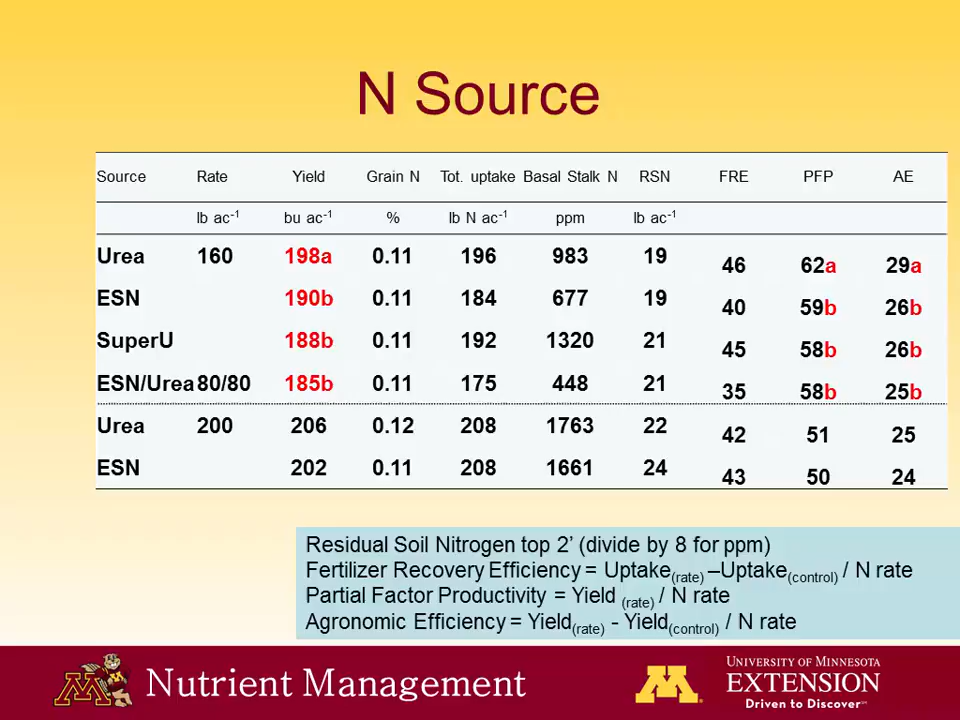 N Source
Source Rate Yield Grain N Tot. uptake Basal Stalk N RSN FRE PFP AE
lb ac-1 bu ac-1 % lb N ac-1 ppm lb ac-1
Urea 160 198a 0.11 196 983 19 46 62a 29a
ESN 190b 0.11 184 677 19 40 59b 26b
SuperU 188b 0.11 192 1320 21 45 58b 26b
ESN/Urea 80/80 185b 0.11 175 448 21 35 58b 25b
Urea 200 206 0.12 208 1763 22 42 51 25
ESN 202 0.11 208 1661 24 43 50 24
Residual Soil Nitrogen top 2’ (divide by 8 for ppm)
Fertilizer Recovery Efficiency = Uptake(rate) –Uptake(control) / N rate
Partial Factor Productivity = Yield (rate) / N rate
Agronomic Efficiency = Yield(rate) - Yield(control) / N rate
M Nutrient Management
M UNIVERSITY OF MINNESOTA
EXTENSION
Driven to Discover℠